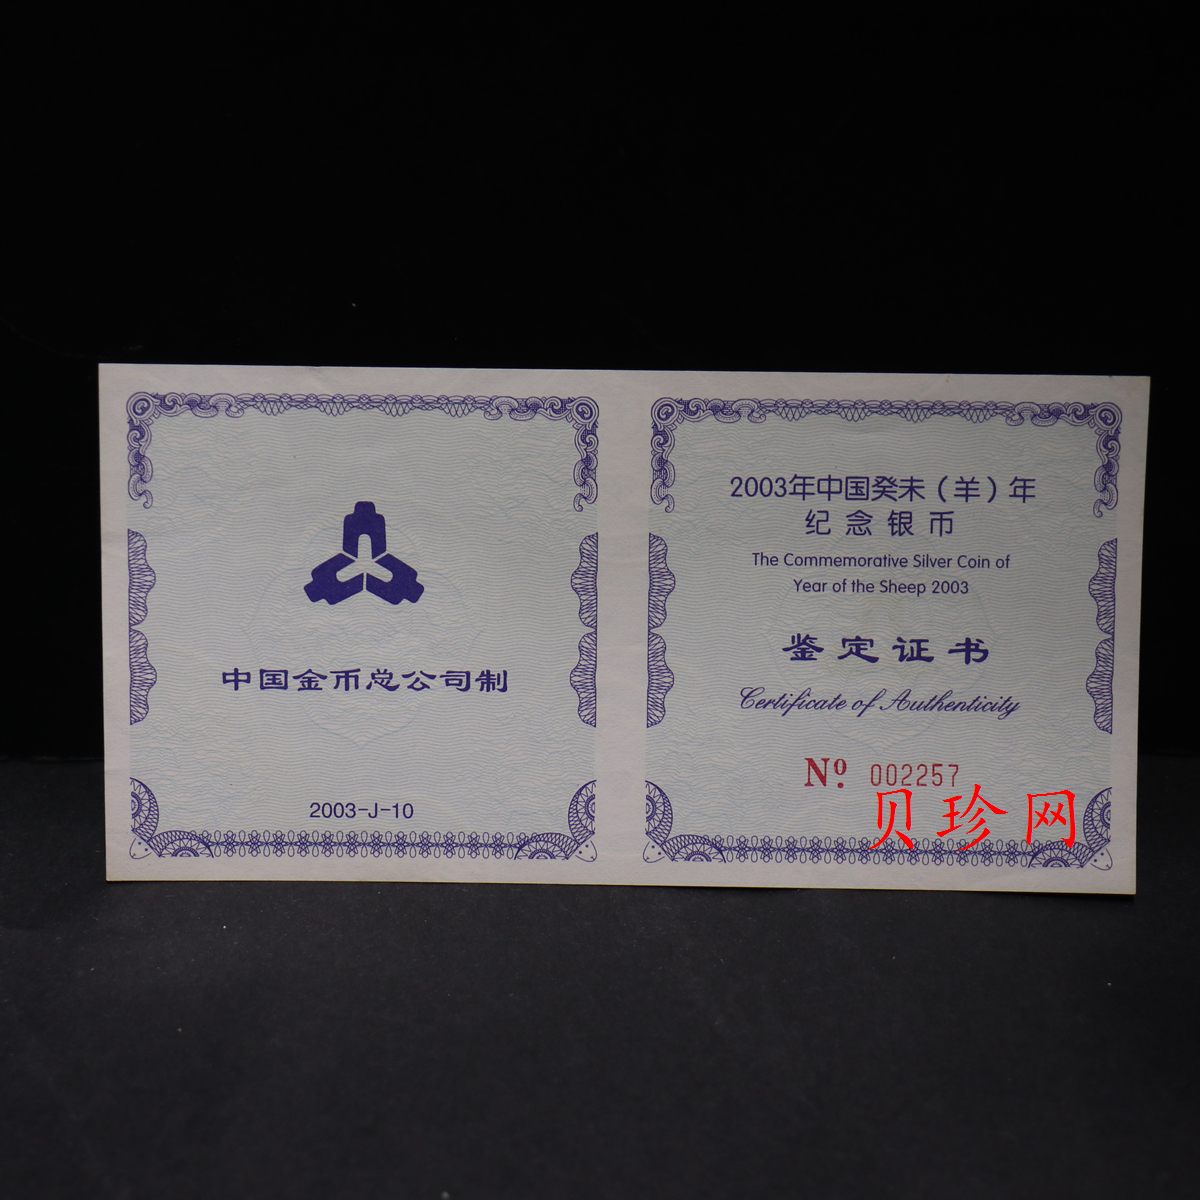 中国金币总公司制
2003-J-10
2003年中国癸未（羊）年
纪念银币
The Commemorative Silver Coin of
Year of the Sheep 2003
鉴定证书
Certificate of Authenticity
Nº. 002257
贝珍网